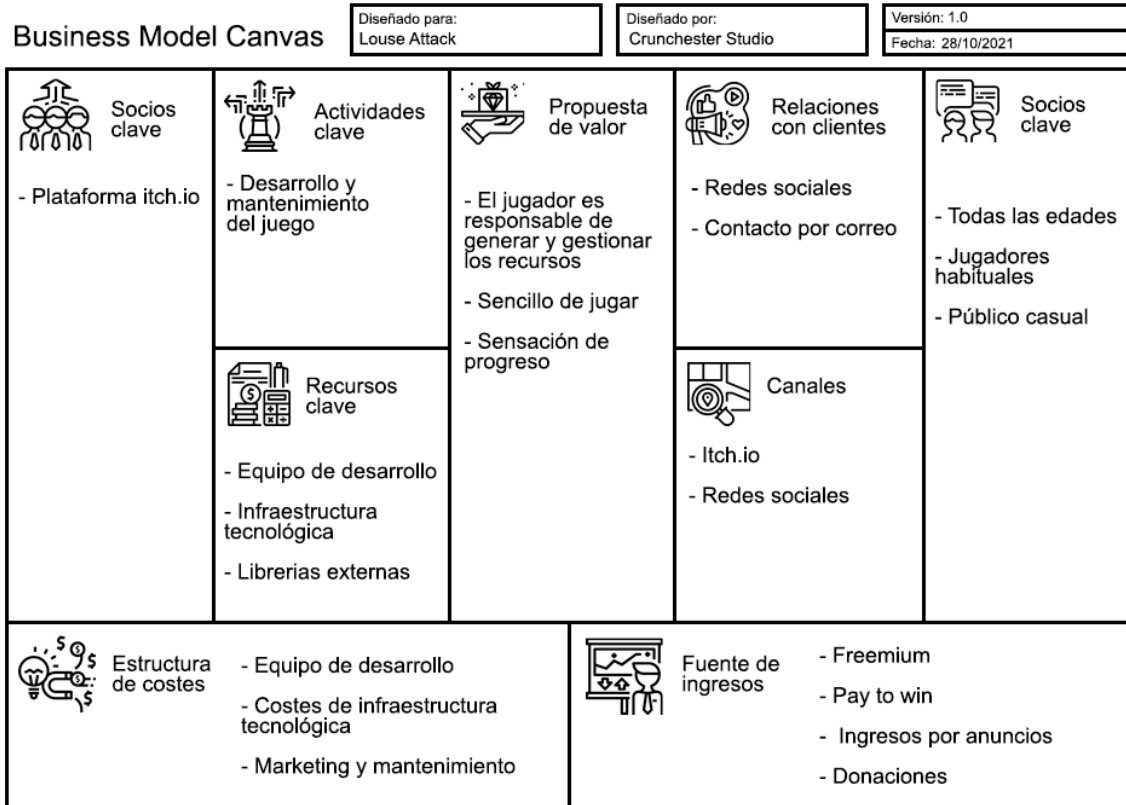 Business Model Canvas
Diseñado para:
Louse Attack
Diseñado por:
Crunchester Studio
Versión: 1.0
Fecha: 28/10/2021
Socios
clave
- Plataforma itch.io
Actividades
clave
- Desarrollo y
mantenimiento
del juego
Recursos
clave
- Equipo de desarrollo
- Infraestructura
tecnológica
- Librerias externas
Propuesta
de valor
- El jugador es
responsable de
generar y gestionar
los recursos
- Sencillo de jugar
- Sensación de
progreso
Relaciones
con clientes
- Redes sociales
- Contacto por correo
Canales
- Itch.io
- Redes sociales
Socios
clave
- Todas las edades
- Jugadores
habituales
- Público casual
Estructura
de costes
- Equipo de desarrollo
- Costes de infraestructura
tecnológica
- Marketing y mantenimiento
Fuente de
ingresos
- Freemium
- Pay to win
- Ingresos por anuncios
- Donaciones